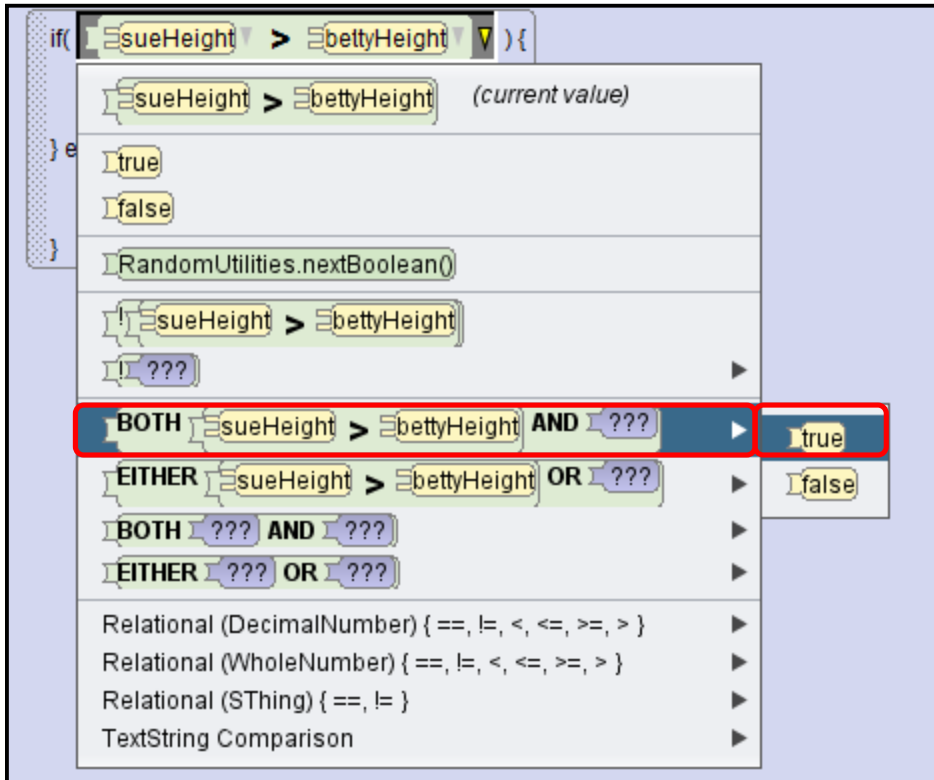 if( sueHeight > bettyHeight ) {
sueHeight > bettyHeight (current value)
} e
true
false
}
RandomUtilities.nextBoolean()
! sueHeight > bettyHeight
! ???
BOTH sueHeight > bettyHeight AND ??? true
EITHER sueHeight > bettyHeight OR ??? false
BOTH ??? AND ???
EITHER ??? OR ???
Relational (DecimalNumber) { ==, !=, <, <=, >=, > }
Relational (WholeNumber) { ==, !=, <, <=, >=, > }
Relational (SThing) { ==, != }
TextString Comparison